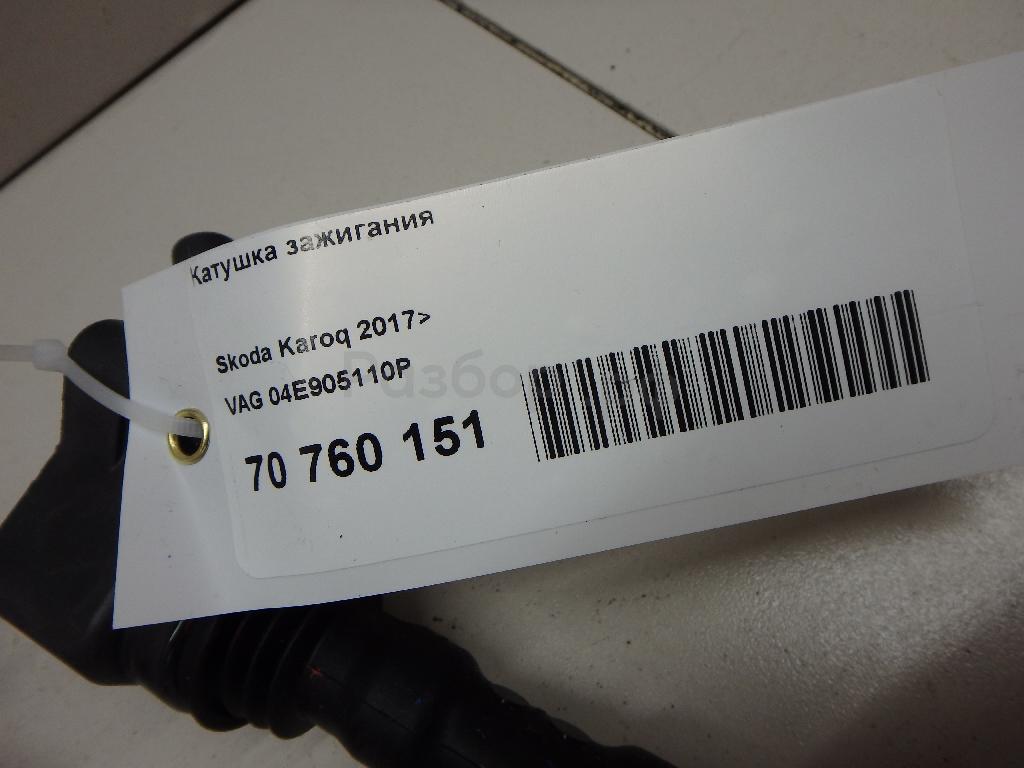 Катушка зажигания
Skoda Karoq 2017>
VAG 04E905110P
70 760 151